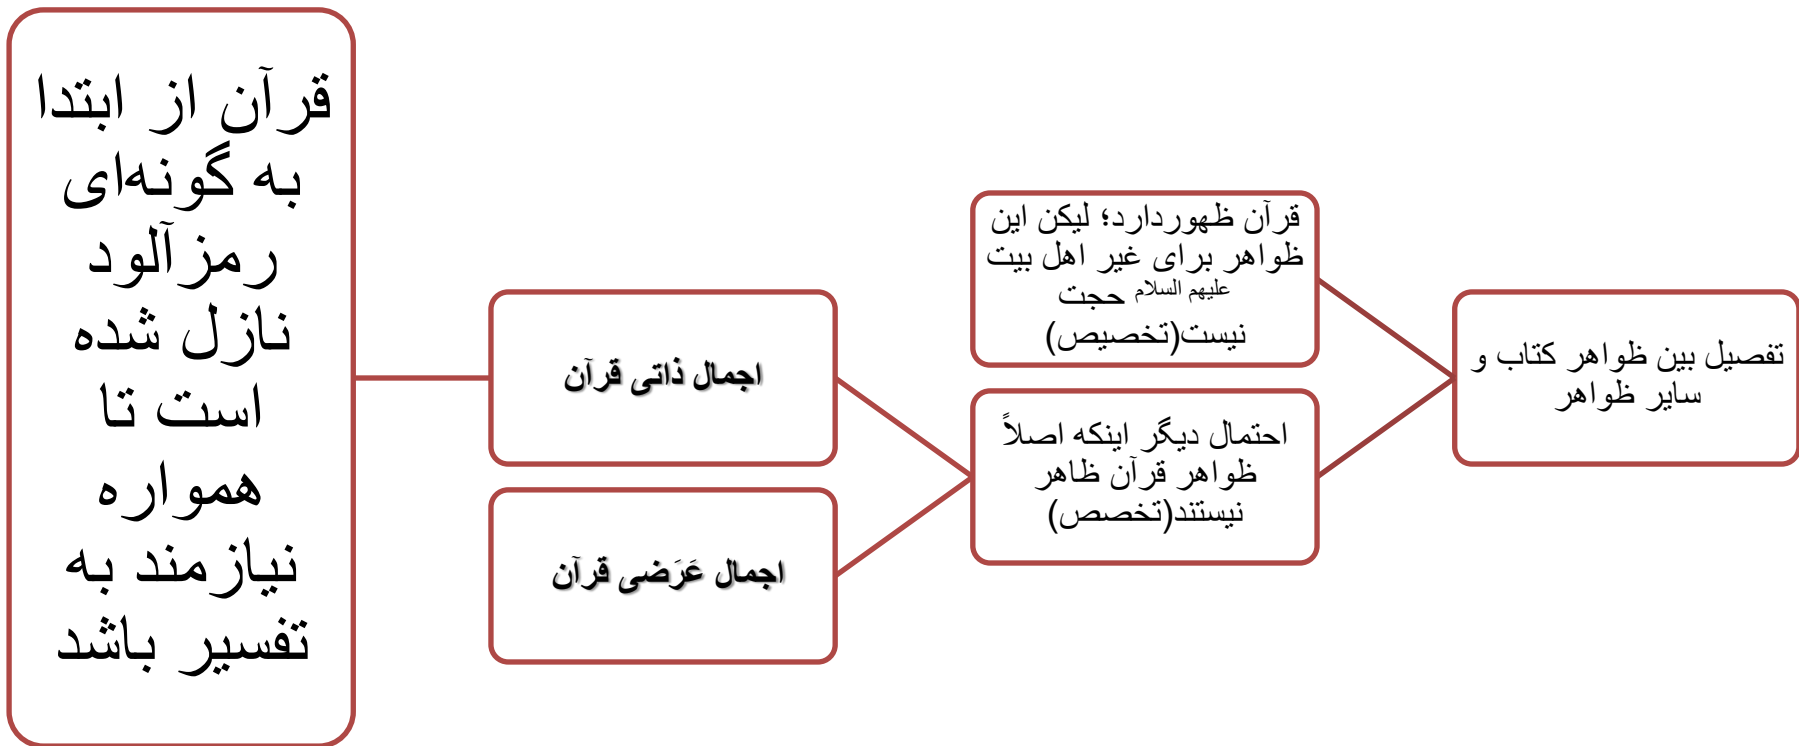 تفصیل بین ظواهر کتاب و
سایر ظواهر
قرآن ظهوردارد؛ لیکن این
ظواهر برای غیر اهل بیت
علیهم السلام حجت
نیست(تخصیص)
احتمال دیگر اینکه اصلاً
ظواهر قرآن ظاهر
نیستند(تخصص)
اجمال ذاتی قرآن
اجمال عَرَضی قرآن
قرآن از ابتدا
به گونه‌ای
رمزآلود
نازل شده
است تا
همواره
نیازمند به
تفسیر باشد